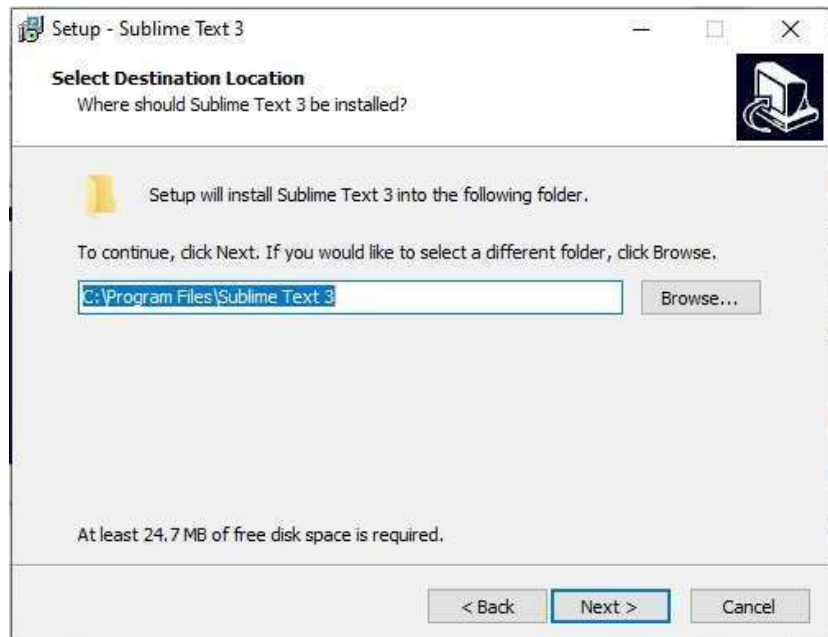 Setup - Sublime Text 3
Select Destination Location
Where should Sublime Text 3 be installed?
Setup will install Sublime Text 3 into the following folder.
To continue, click Next. If you would like to select a different folder, click Browse.
C:\Program Files\Sublime Text 3
Browse...
At least 24.7 MB of free disk space is required.
< Back
Next >
Cancel